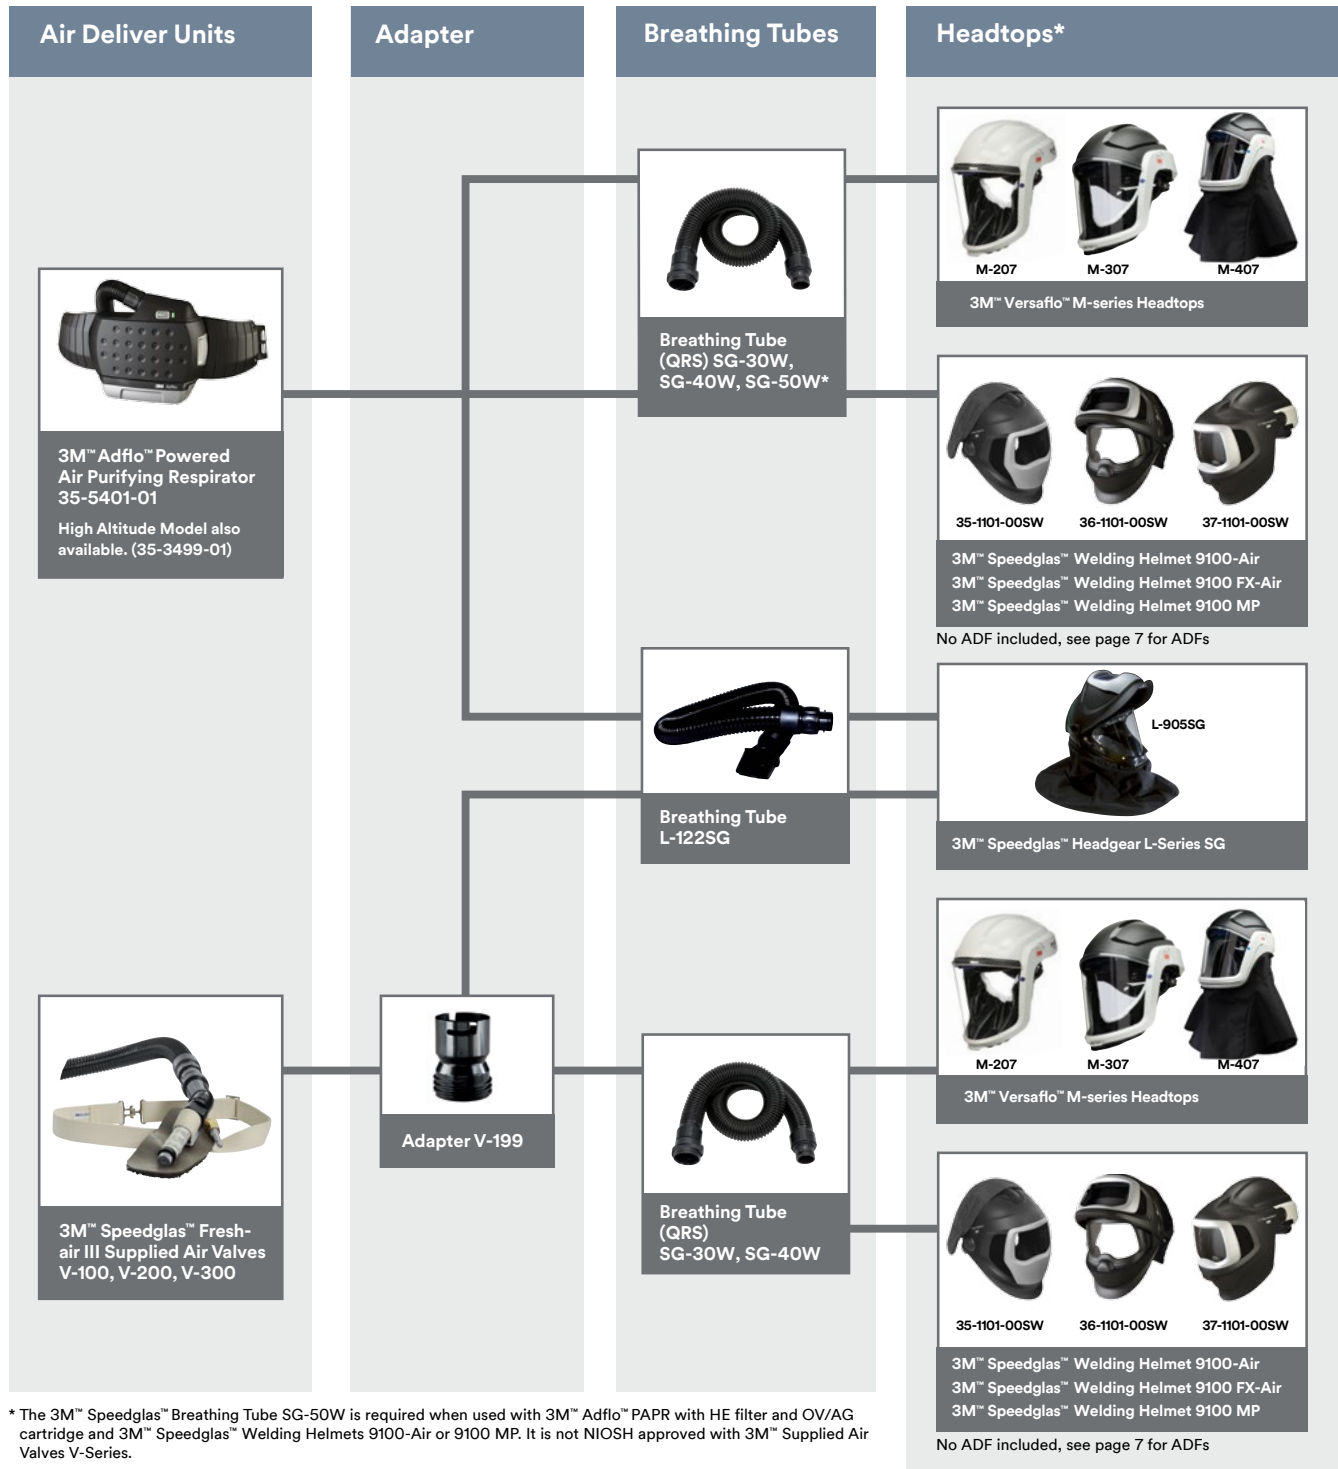 Air Deliver Units
Adapter
Breathing Tubes
Headtops*
M-207
M-307
M-407
3M™ Versaflo™ M-series Headtops
Breathing Tube
(QRS) SG-30W,
SG-40W, SG-50W*
3M™ Adflo™ Powered
Air Purifying Respirator
35-5401-01
High Altitude Model also
available. (35-3499-01)
35-1101-00SW
36-1101-00SW
37-1101-00SW
3M™ Speedglas™ Welding Helmet 9100-Air
3M™ Speedglas™ Welding Helmet 9100 FX-Air
3M™ Speedglas™ Welding Helmet 9100 MP
No ADF included, see page 7 for ADFs
L-905SG
Breathing Tube
L-122SG
3M™ Speedglas™ Headgear L-Series SG
M-207
M-307
M-407
3M™ Versaflo™ M-series Headtops
Adapter V-199
3M™ Speedglas™ Fresh-
air III Supplied Air Valves
V-100, V-200, V-300
Breathing Tube
(QRS)
SG-30W, SG-40W
35-1101-00SW
36-1101-00SW
37-1101-00SW
3M™ Speedglas™ Welding Helmet 9100-Air
3M™ Speedglas™ Welding Helmet 9100 FX-Air
3M™ Speedglas™ Welding Helmet 9100 MP
No ADF included, see page 7 for ADFs
* The 3M™ Speedglas™ Breathing Tube SG-50W is required when used with 3M™ Adflo™ PAPR with HE filter and OV/AG
cartridge and 3M™ Speedglas™ Welding Helmets 9100-Air or 9100 MP. It is not NIOSH approved with 3M™ Supplied Air
Valves V-Series.